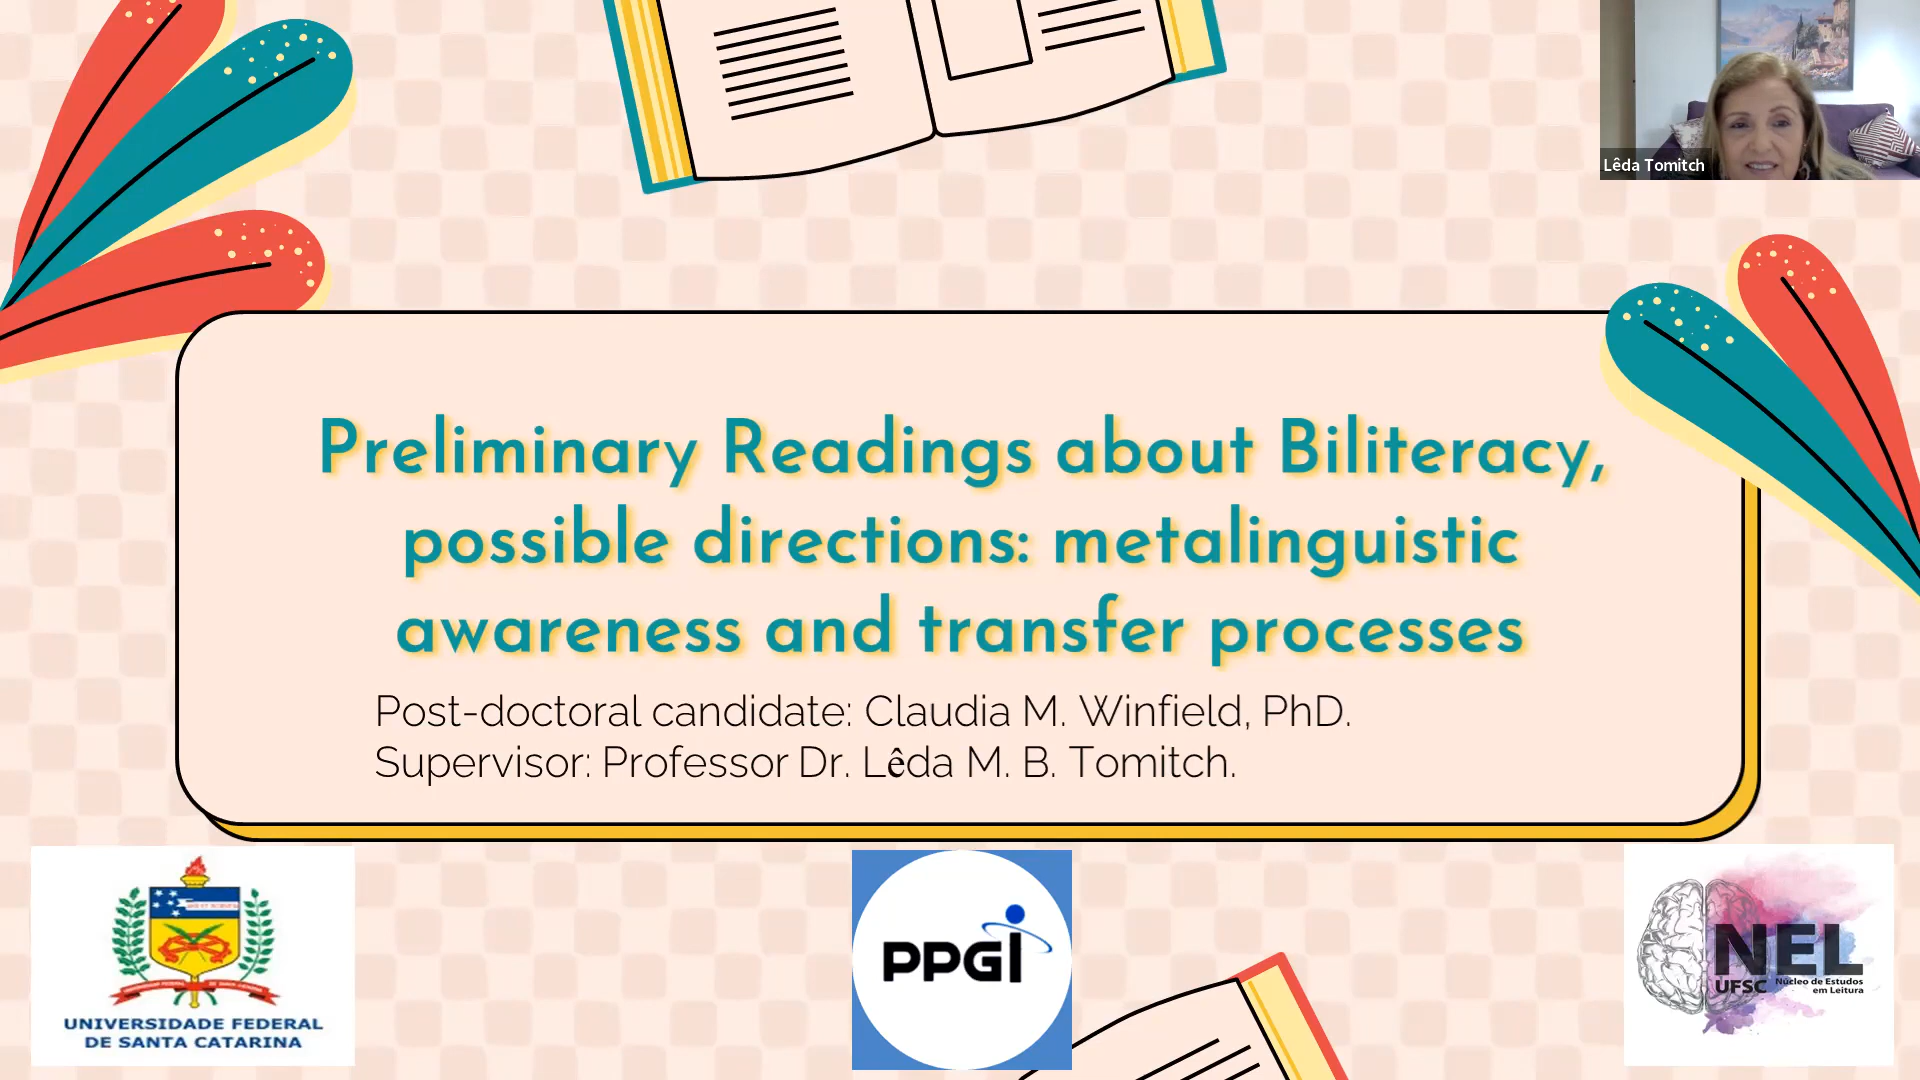 Lêda Tomitch
Preliminary Readings about Biliteracy,
possible directions: metalinguistic
awareness and transfer processes
Post-doctoral candidate: Claudia M. Winfield, PhD.
Supervisor: Professor Dr. Lêda M. B. Tomitch.
UNIVERSIDADE FEDERAL
DE SANTA CATARINA
PPGI
NEL
UFSC Núcleo de Estudos
em Leitura